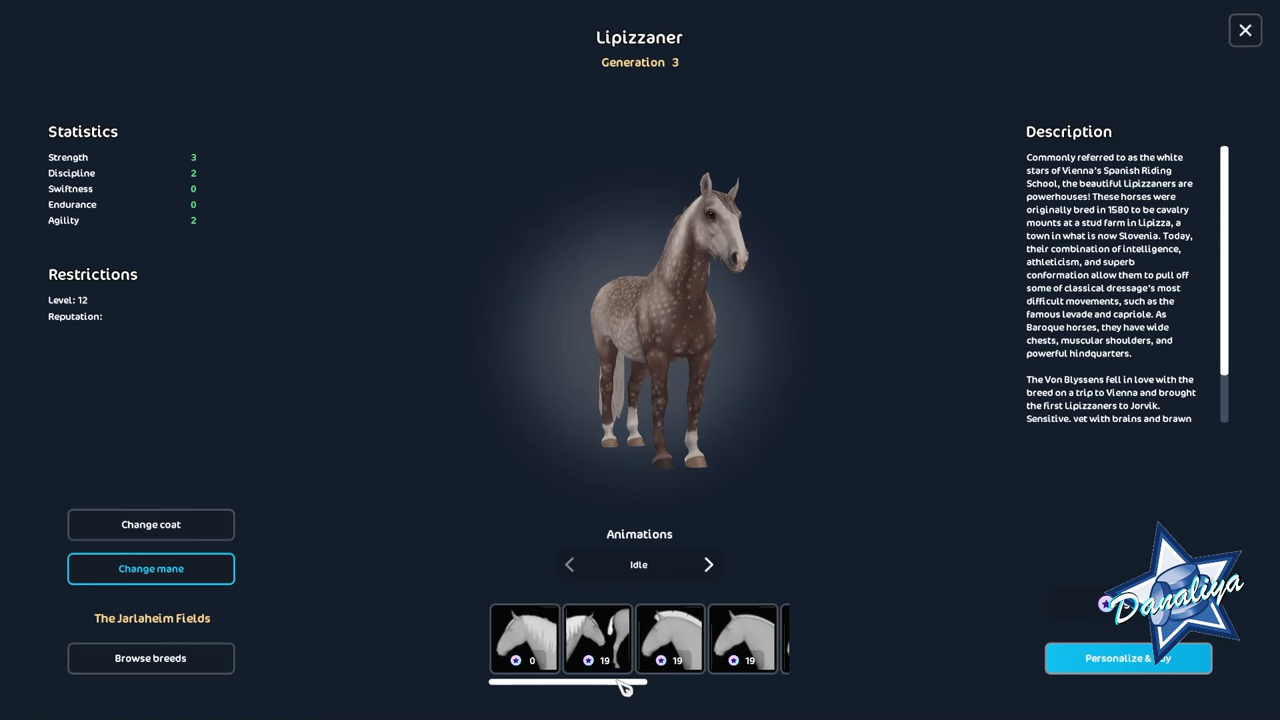 Lipizzaner
Generation 3
Statistics
Strength 3
Discipline 2
Swiftness 0
Endurance 0
Agility 2
Restrictions
Level: 12
Reputation:
Description
Commonly referred to as the white
stars of Vienna's Spanish Riding
School, the beautiful Lipizzaners are
powerhouses! These horses were
originally bred in 1580 to be cavalry
mounts at a stud farm in Lipizza, a
town in what is now Slovenia. Today,
their combination of intelligence,
athleticism, and superb
conformation allow them to pull off
some of classical dressage's most
difficult movements, such as the
famous levade and capriole. As
Baroque horses, they have wide
chests, muscular shoulders, and
powerful hindquarters.
The Von Blyssens fell in love with the
breed on a trip to Vienna and brought
the first Lipizzaners to Jorvik.
Sensitive, yet with brains and brawn
Change coat
Change mane
The Jarlaheim Fields
Browse breeds
Animations
Idle
0
19
19
19
Danaliya
Personalize &